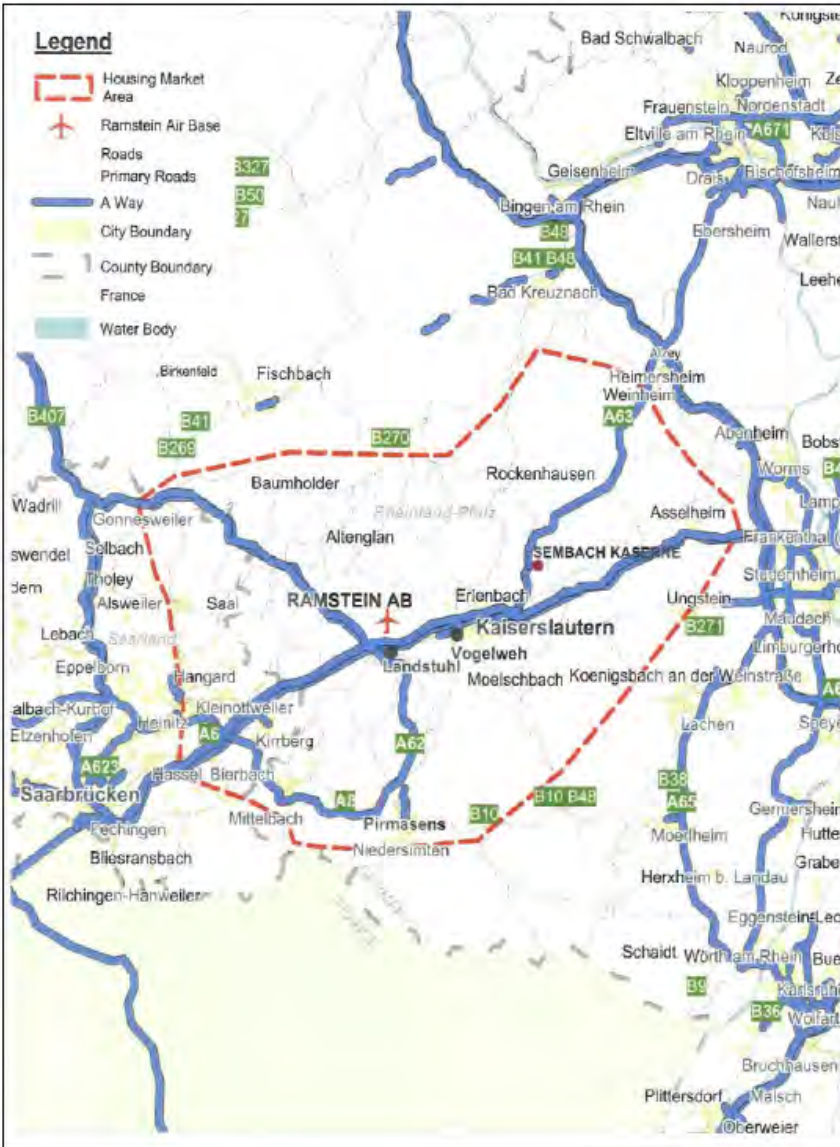 Legend
Housing Market
Area
Ramstein Air Base
Roads
Primary Roads
A Way
City Boundary
County Boundary
France
Water Body
B327
B50
Bad Schwalbach
Naurod
Kloppenheim
Frauenstein Nordenstadt
Eltville am Rhein
A671
Geisenheim
Drais
Bischofsheim
Bingen am Rhein
B48
Ebersheim
B41 B48
Bad Kreuznach
Birkenfeld
Fischbach
Alzey
Heimersheim
Weinheim
B407
B41
B269
B270
A63
Abenheim
Worms
Baumholder
Rockenhausen
Wadrill
Gonnesweiler
Rheinland-Pfalz
Asselheim
Selbach
Altenglan
Frankenthal
SEMBACH KASERNE
Tholey
Alsweiler
Saal
RAMSTEIN AB
Erlenbach
Ungstein
Maudach
Lebach
Saarland
Kaiserslautern
B271
Eppelborn
Landstuhl
Vogelweh
Hangard
Moelschbach
Koenigsbach an der Weinstraße
Kleinottweiler
Heinitz
Lachen
A6
Kirrberg
A62
A623
Hassel Bierbach
B38
Saarbrücken
A8
B10
B10 B48
A65
Fechingen
Mittelbach
Pirmasens
Niedersimten
Bliesransbach
Herxheim b. Landau
Rilchingen-Hanweiler
Schaidt
Wörth am Rhein
B9
B36
Bruchhausen
Plittersdorf
Malsch
Oberweier